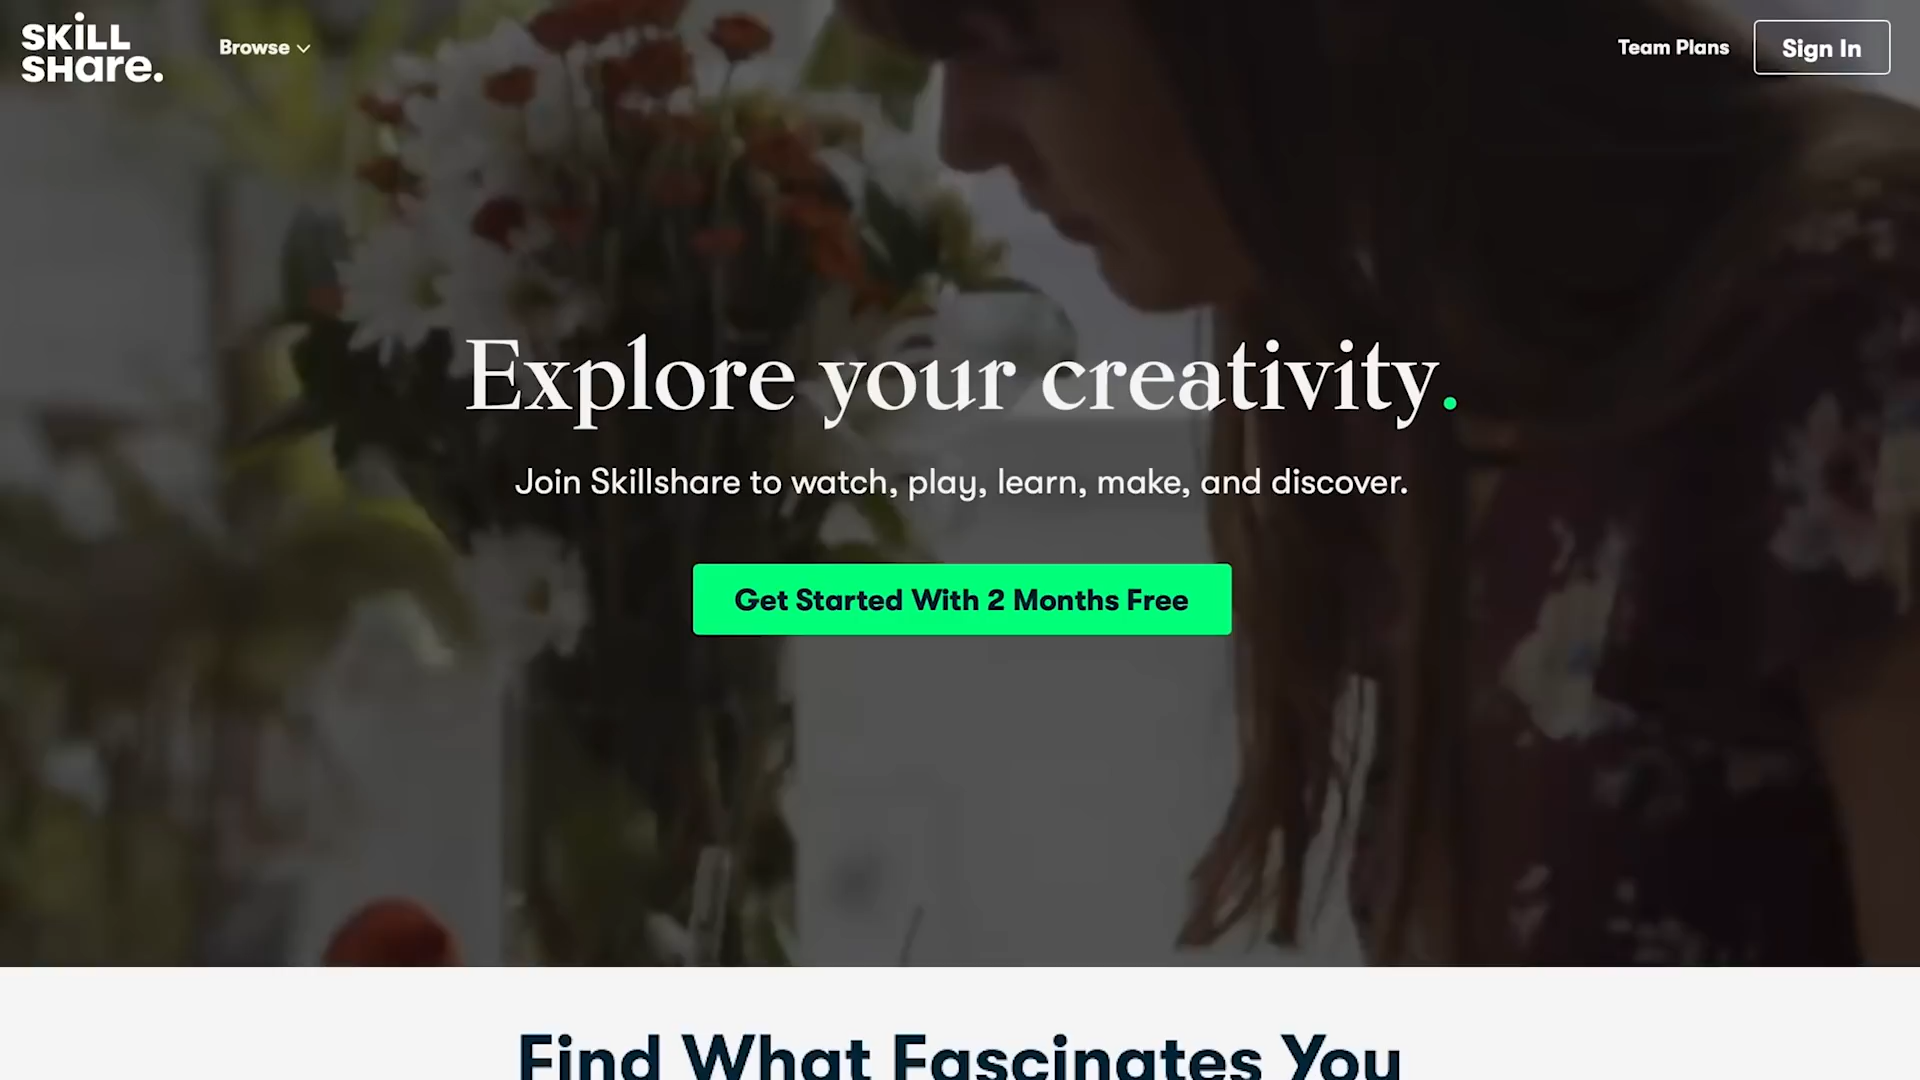 SKiLL
SHare.
Browse
Team Plans
Sign In
Explore your creativity.
Join Skillshare to watch, play, learn, make, and discover.
Get Started With 2 Months Free
Find What Fascinates You